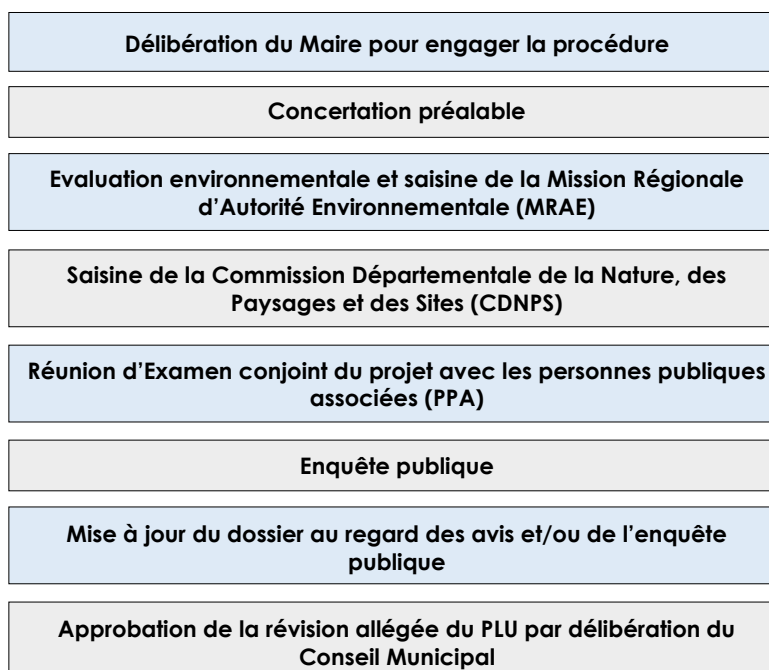 Délibération du Maire pour engager la procédure
Concertation préalable
Evaluation environnementale et saisine de la Mission Régionale
d’Autorité Environnementale (MRAE)
Saisine de la Commission Départementale de la Nature, des
Paysages et des Sites (CDNPS)
Réunion d’Examen conjoint du projet avec les personnes publiques
associées (PPA)
Enquête publique
Mise à jour du dossier au regard des avis et/ou de l’enquête
publique
Approbation de la révision allégée du PLU par délibération du
Conseil Municipal